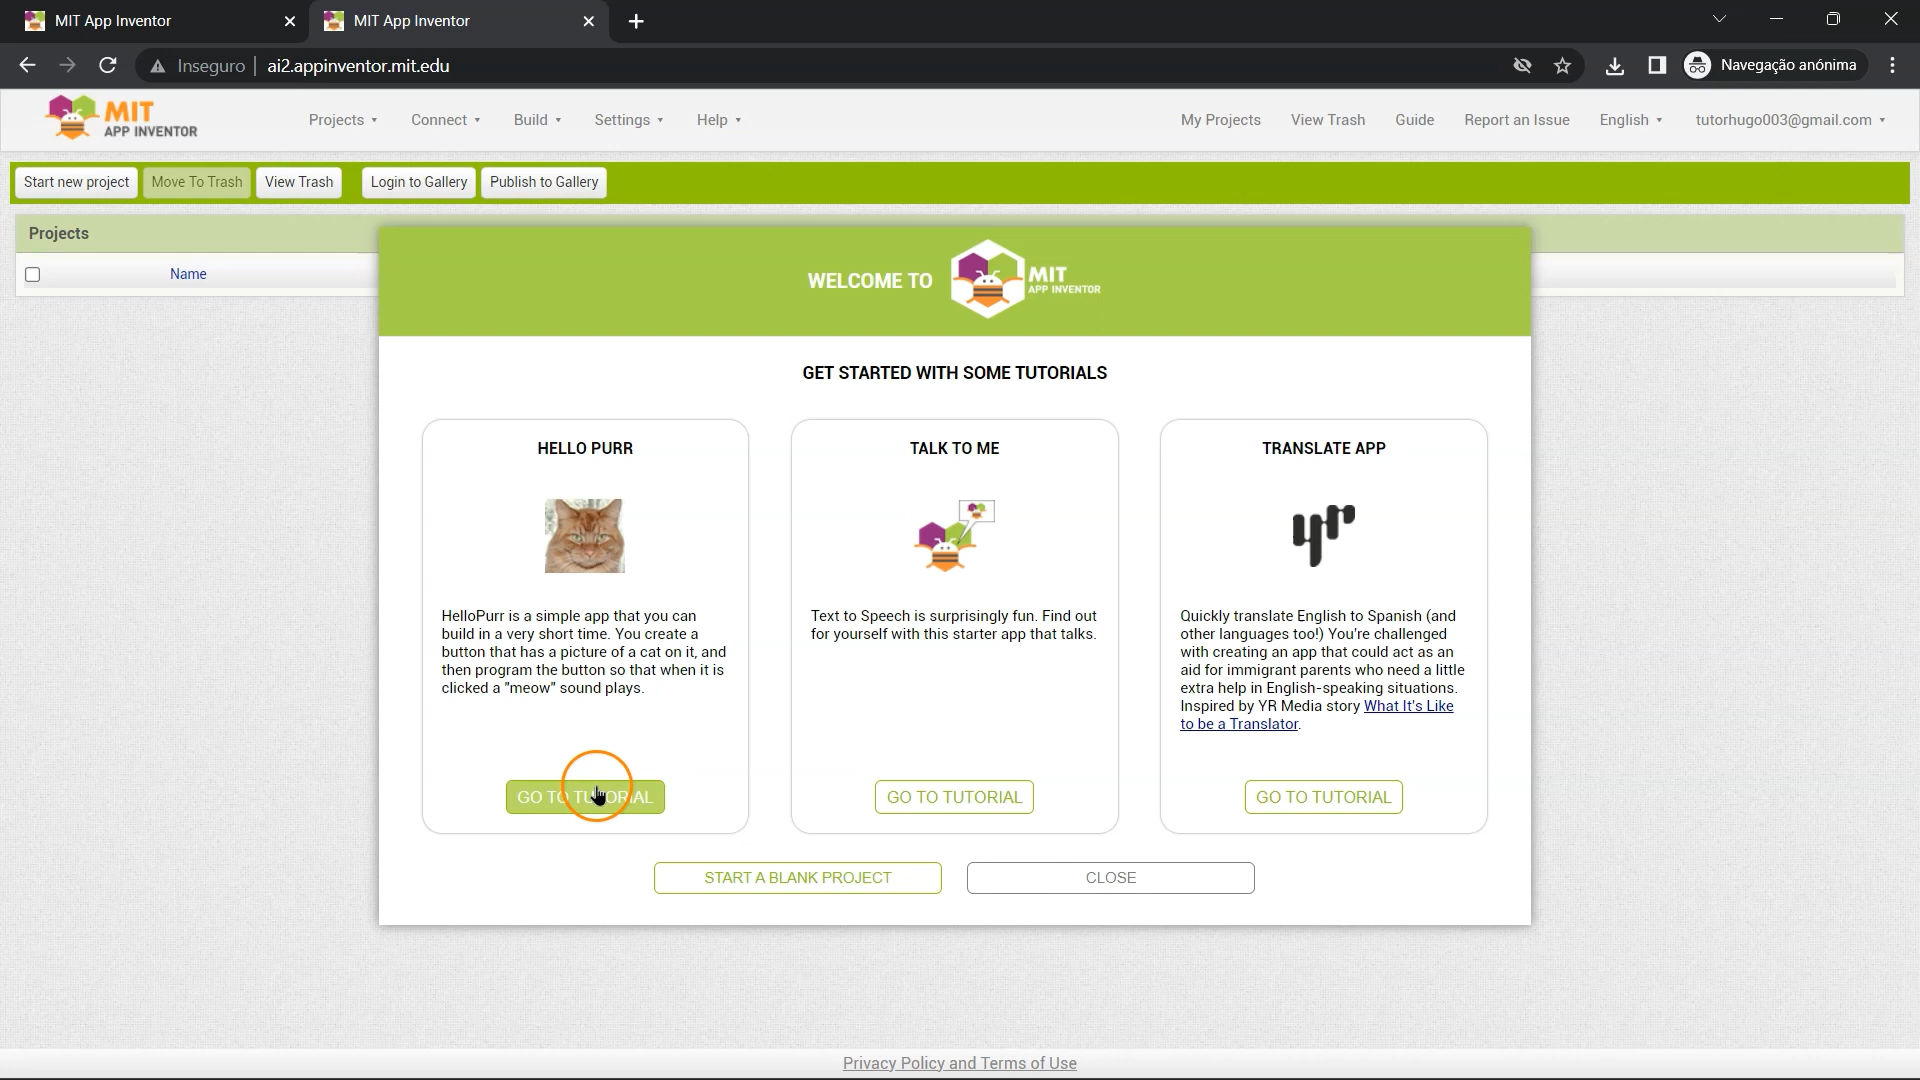 MIT App Inventor
MIT App Inventor
Inseguro
ai2.appinventor.mit.edu
Navegação anónima
MIT
APP INVENTOR
Projects
Connect
Build
Settings
Help
My Projects
View Trash
Guide
Report an Issue
English
tutorhugo003@gmail.com
Start new project
Move To Trash
View Trash
Login to Gallery
Publish to Gallery
Projects
Name
WELCOME TO
MIT
APP INVENTOR
GET STARTED WITH SOME TUTORIALS
HELLO PURR
HelloPurr is a simple app that you can
build in a very short time. You create a
button that has a picture of a cat on it, and
then program the button so that when it is
clicked a "meow" sound plays.
GO TO TUTORIAL
TALK TO ME
Text to Speech is surprisingly fun. Find out
for yourself with this starter app that talks.
GO TO TUTORIAL
TRANSLATE APP
yr
Quickly translate English to Spanish (and
other languages too!) You're challenged
with creating an app that could act as an
aid for immigrant parents who need a little
extra help in English-speaking situations.
Inspired by YR Media story What It's Like
to be a Translator.
GO TO TUTORIAL
START A BLANK PROJECT
CLOSE
Privacy Policy and Terms of Use